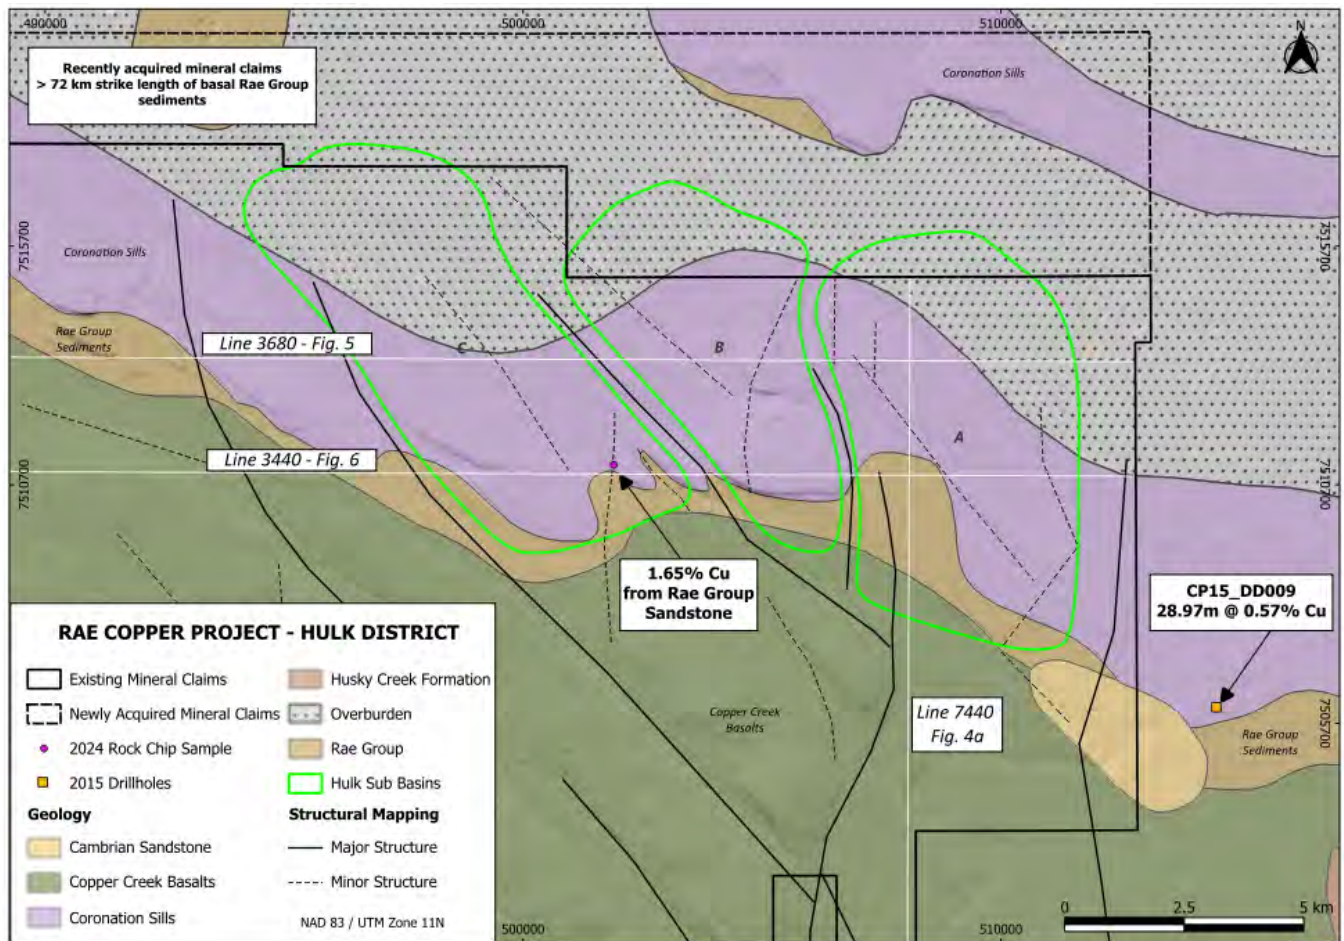 490000
500000
510000
N
Recently acquired mineral claims
> 72 km strike length of basal Rae Group
sediments
Coronation Sills
7515700
Coronation Sills
7515700
Rae Group
Sediments
Line 3680 - Fig. 5
C
B
A
Line 3440 - Fig. 6
7510700
7510700
1.65% Cu
from Rae Group
Sandstone
CP15_DD009
28.97m @ 0.57% Cu
Copper Creek
Basalts
Line 7440
Fig. 4a
Rae Group
Sediments
7505700
RAE COPPER PROJECT - HULK DISTRICT
Existing Mineral Claims
Newly Acquired Mineral Claims
2024 Rock Chip Sample
2015 Drillholes
Geology
Cambrian Sandstone
Copper Creek Basalts
Coronation Sills
Husky Creek Formation
Overburden
Rae Group
Hulk Sub Basins
Structural Mapping
Major Structure
Minor Structure
NAD 83 / UTM Zone 11N
0 2.5 5 km
500000
510000